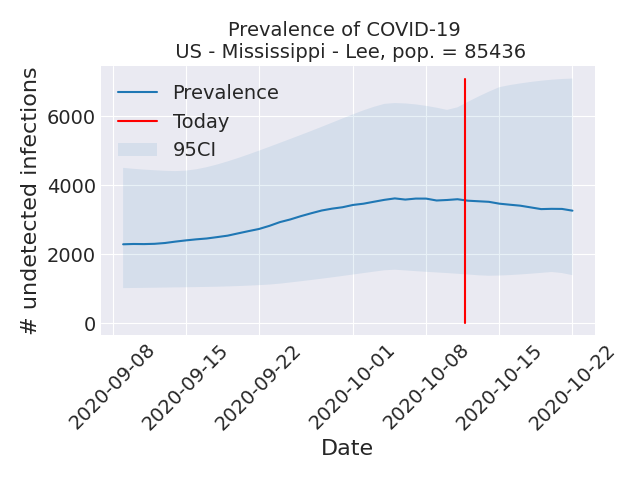 Prevalence of COVID-19
US - Mississippi - Lee, pop. = 85436
# undetected infections
6000
4000
2000
0
Prevalence
Today
95CI
2020-09-08
2020-09-15
2020-09-22
2020-10-01
2020-10-08
2020-10-15
2020-10-22
Date